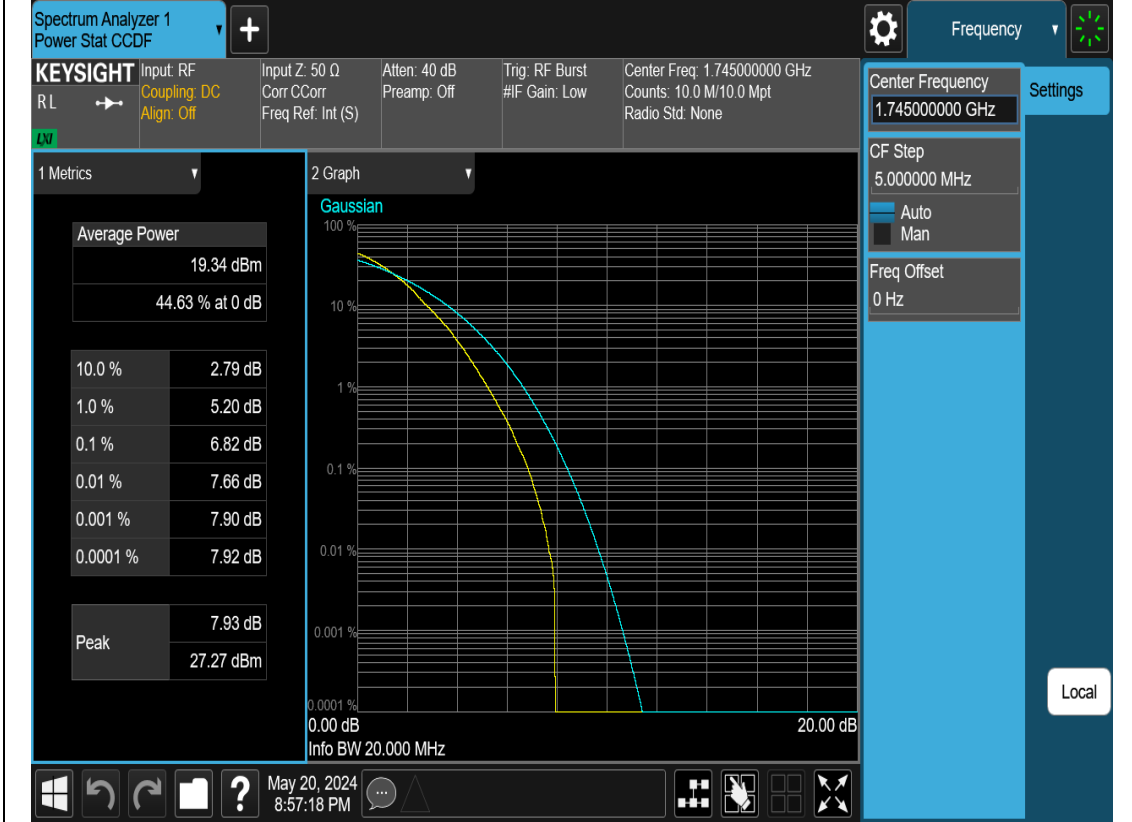 Spectrum Analyzer 1
Power Stat CCDF
+
Frequency
KEYSIGHT
RL
LXI
Input: RF
Coupling: DC
Align: Off
Input Z: 50 Ω
Corr CCorr
Freq Ref: Int (S)
Atten: 40 dB
Preamp: Off
Trig: RF Burst
#IF Gain: Low
Center Freq: 1.745000000 GHz
Counts: 10.0 M/10.0 Mpt
Radio Std: None
Center Frequency
1.745000000 GHz
Settings
CF Step
5.000000 MHz
Auto
Man
Freq Offset
0 Hz
Local
1 Metrics
Average Power
19.34 dBm
44.63 % at 0 dB
10.0 % 2.79 dB
1.0 % 5.20 dB
0.1 % 6.82 dB
0.01 % 7.66 dB
0.001 % 7.90 dB
0.0001 % 7.92 dB
Peak
7.93 dB
27.27 dBm
2 Graph
Gaussian
100 %
10 %
1 %
0.1 %
0.01 %
0.001 %
0.0001 %
0.00 dB 20.00 dB
Info BW 20.000 MHz
?
May 20, 2024
8:57:18 PM